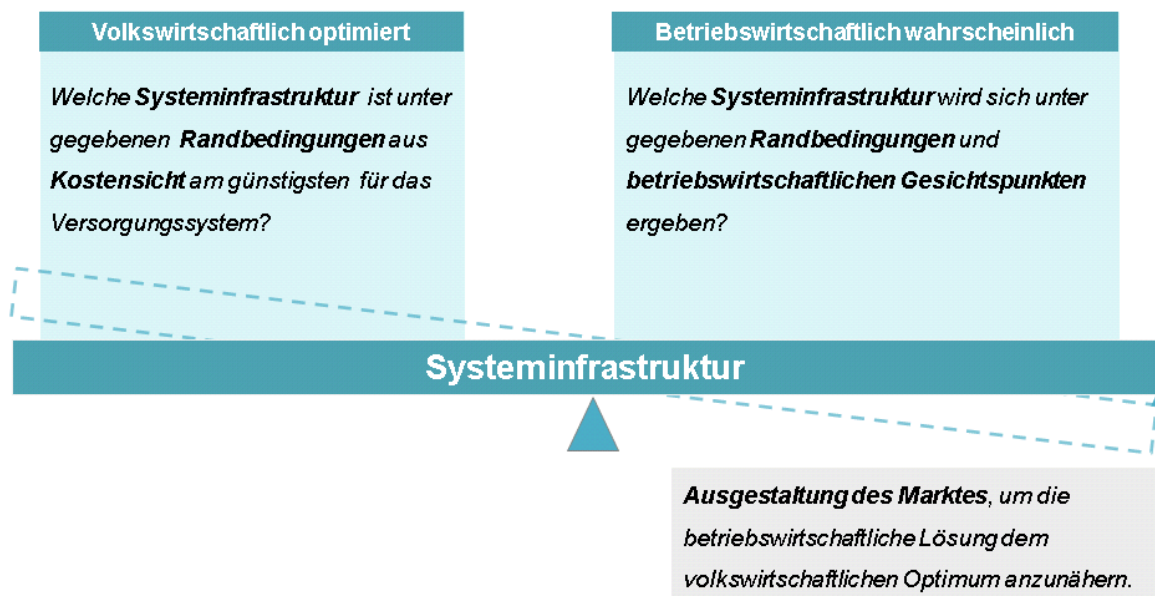 Volkswirtschaftlich optimiert
Welche Systeminfrastruktur ist unter
gegebenen Randbedingungen aus
Kostensicht am günstigsten für das
Versorgungssystem?
Betriebswirtschaftlich wahrscheinlich
Welche Systeminfrastruktur wird sich unter
gegebenen Randbedingungen und
betriebswirtschaftlichen Gesichtspunkten
ergeben?
Systeminfrastruktur
Ausgestaltung des Marktes, um die
betriebswirtschaftliche Lösung dem
volkswirtschaftlichen Optimum anzunähern.